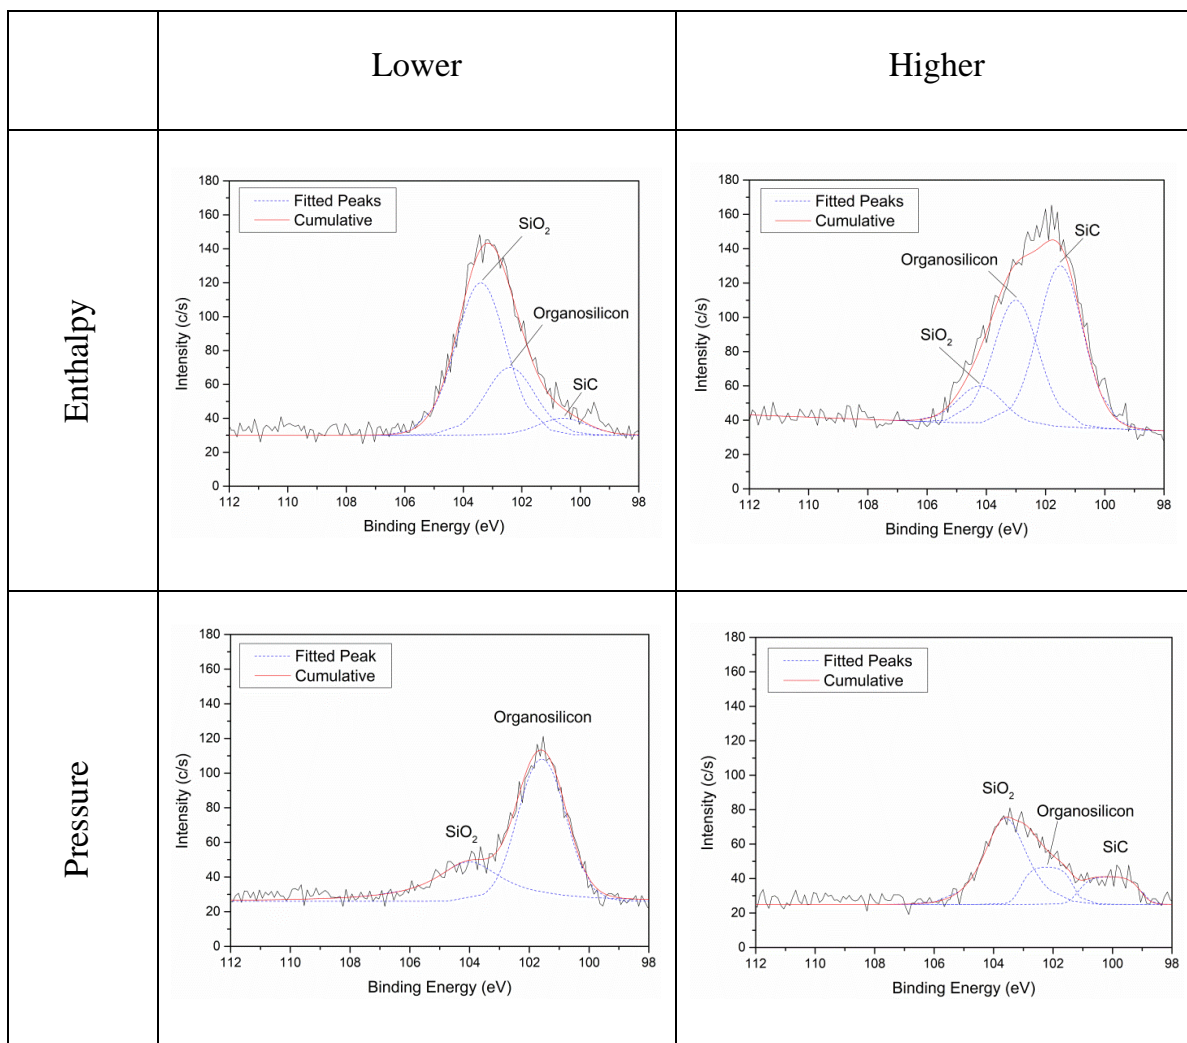 Lower
Higher
Enthalpy
180
160
140
120
100
80
60
40
20
0
Intensity (c/s)
Fitted Peaks
Cumulative
SiO2
Organosilicon
SiC
112 110 108 106 104 102 100 98
Binding Energy (eV)
180
160
140
120
100
80
60
40
20
0
Intensity (c/s)
Fitted Peaks
Cumulative
SiC
Organosilicon
SiO2
112 110 108 106 104 102 100 98
Binding Energy (eV)
Pressure
180
160
140
120
100
80
60
40
20
0
Intensity (c/s)
Fitted Peak
Cumulative
Organosilicon
SiO2
112 110 108 106 104 102 100 98
Binding Energy (eV)
180
160
140
120
100
80
60
40
20
0
Intensity (c/s)
Fitted Peaks
Cumulative
SiO2
Organosilicon
SiC
112 110 108 106 104 102 100 98
Binding Energy (eV)